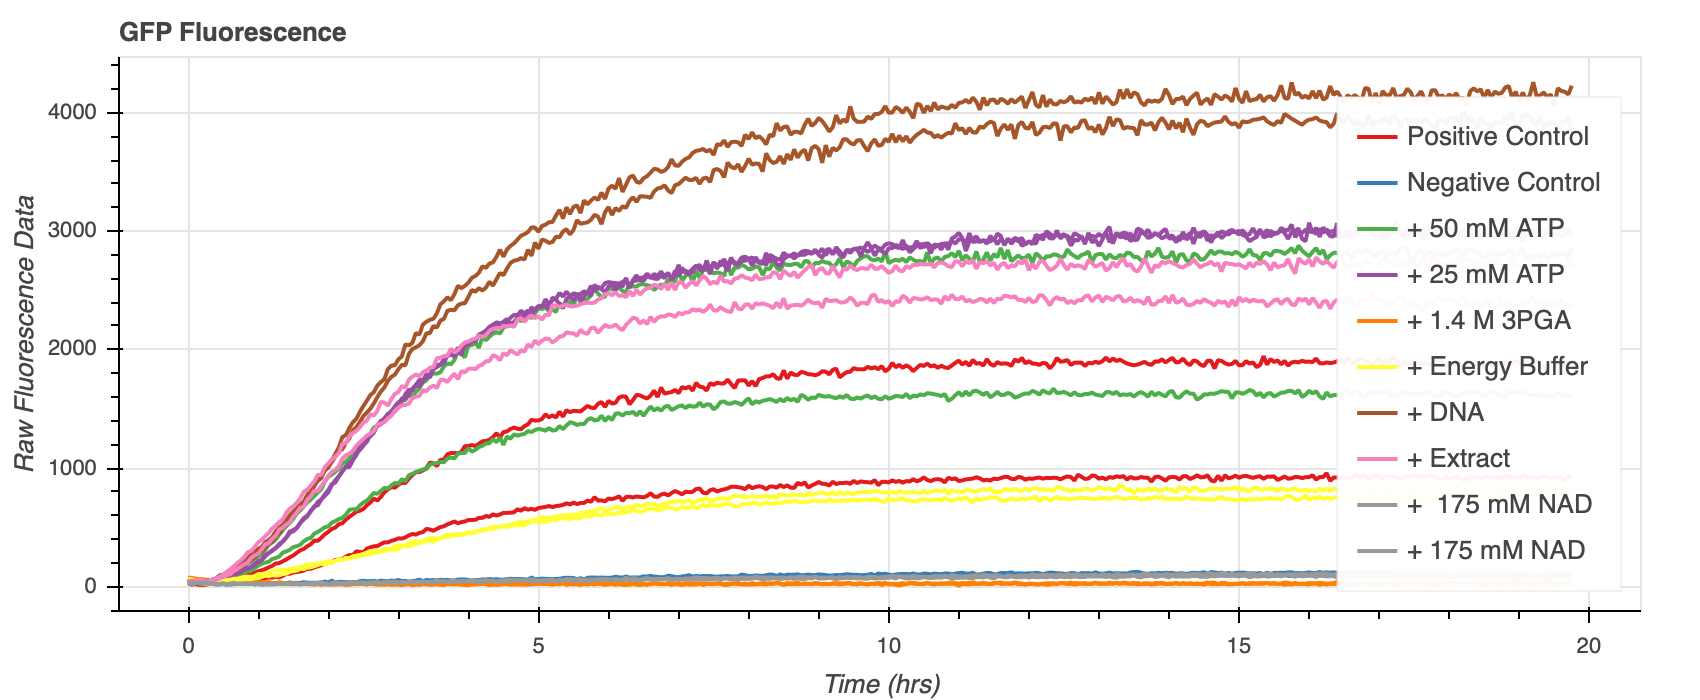 GFP Fluorescence
Raw Fluorescence Data
4000
3000
2000
1000
0
0
5
10
15
20
Time (hrs)
Positive Control
Negative Control
+ 50 mM ATP
+ 25 mM ATP
+ 1.4 M 3PGA
+ Energy Buffer
+ DNA
+ Extract
+  175 mM NAD
+ 175 mM NAD